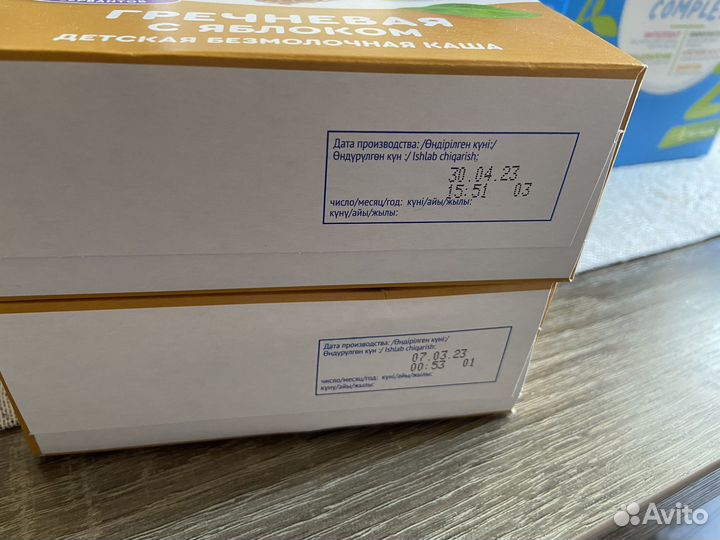 ГРЕЧНЕВАЯ
С ЯБЛОКОМ
ДЕТСКАЯ БЕЗМОЛОЧНАЯ КАША
COMPLE
Дата производства: /Өндірілген күні:/
Өндүрүлгөн күн :/ Ishlab chiqarish;
30.04.23
15:51 03
число/месяц/год: күні/айы/жылы:
күнү/айы/жылы:
Дата производства: /Өндірілген күні:/
Өндүрүлгөн күн :/ Ishlab chiqarish;
07.03.23
00:53 01
число/месяц/год: күні/айы/жылы:
күнү/айы/жылы:
Avito